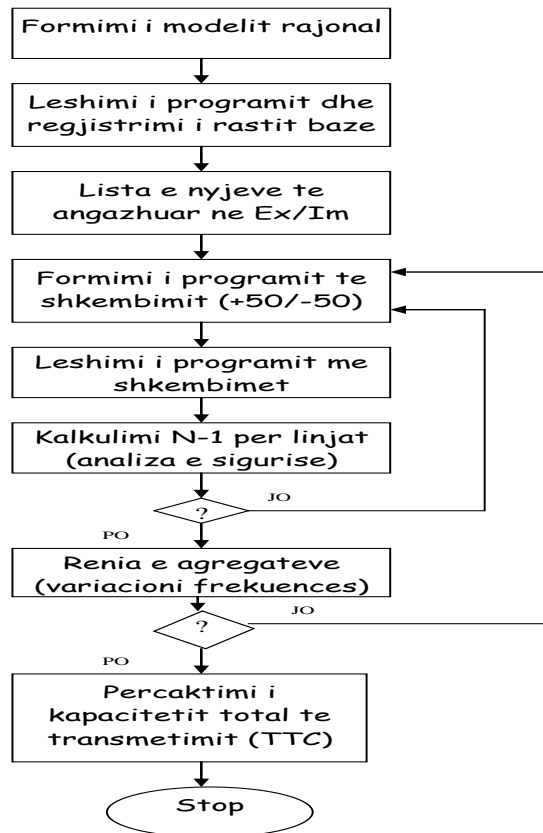 Formimi i modelit rajonal
Leshimi i programit dhe
regjistrimi i rastit baze
Lista e nyjeve te
angazhuar ne Ex/Im
Formimi i programit te
shkembimit (+50/-50)
Leshimi i programit me
shkembimet
Kalkulimi N-1 per linjat
(analiza e sigurise)
?
JO
PO
Renia e agregateve
(variacioni frekuences)
?
JO
PO
Percaktimi i
kapacitetit total te
transmetimit (TTC)
Stop